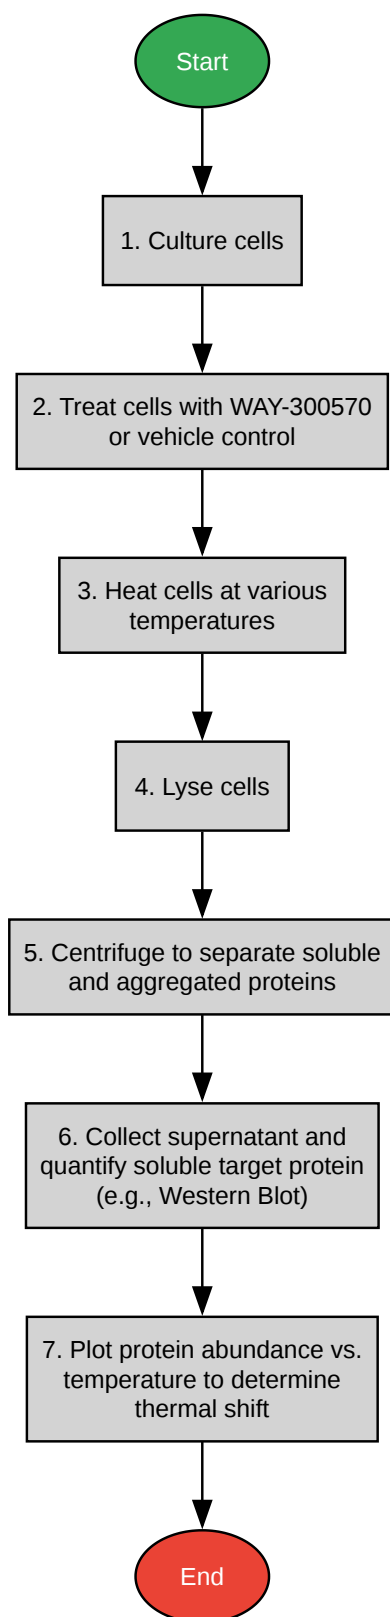 Start
1. Culture cells
2. Treat cells with WAY-300570
or vehicle control
3. Heat cells at various
temperatures
4. Lyse cells
5. Centrifuge to separate soluble
and aggregated proteins
6. Collect supernatant and
quantify soluble target protein
(e.g., Western Blot)
7. Plot protein abundance vs.
temperature to determine
thermal shift
End